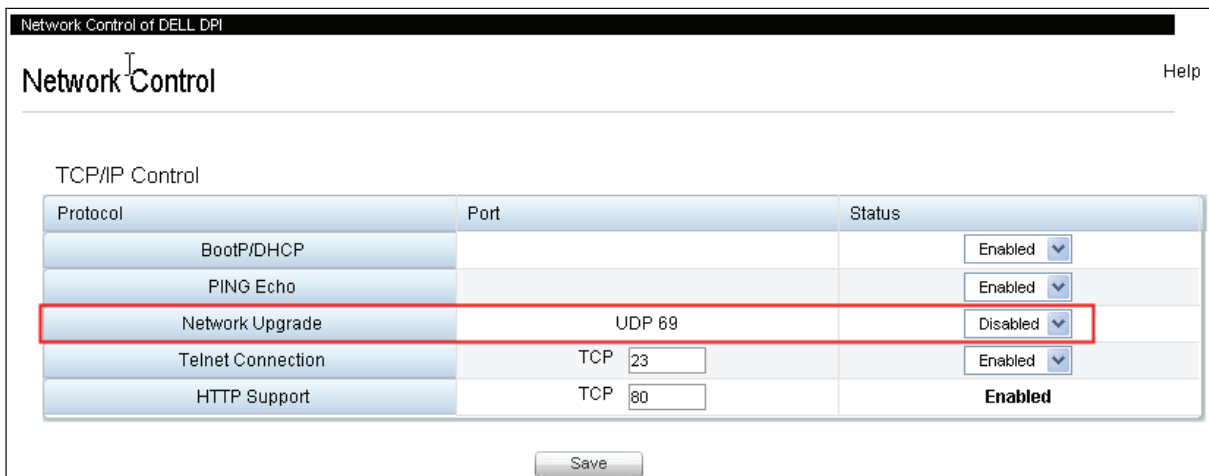 Network Control of DELL DPI
Network Control
Help
TCP/IP Control
Protocol Port Status
BootP/DHCP Enabled
PING Echo Enabled
Network Upgrade UDP 69 Disabled
Telnet Connection TCP 23 Enabled
HTTP Support TCP 80 Enabled
Save